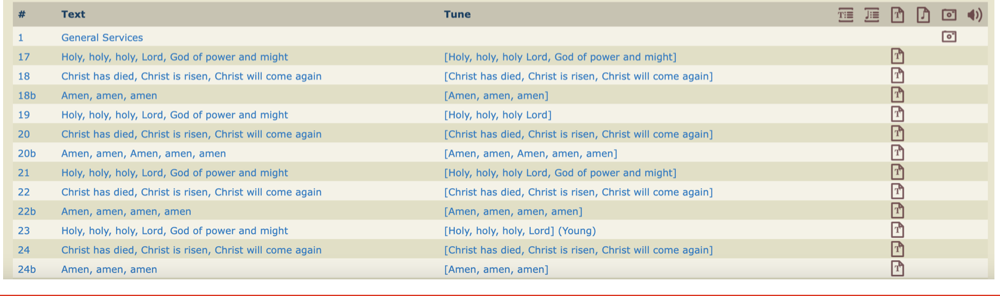 # Text Tune
1 General Services
17 Holy, holy, holy, Lord, God of power and might [Holy, holy, holy Lord, God of power and might]
18 Christ has died, Christ is risen, Christ will come again [Christ has died, Christ is risen, Christ will come again]
18b Amen, amen, amen [Amen, amen, amen]
19 Holy, holy, holy, Lord, God of power and might [Holy, holy, holy Lord]
20 Christ has died, Christ is risen, Christ will come again [Christ has died, Christ is risen, Christ will come again]
20b Amen, amen, Amen, amen, amen [Amen, amen, Amen, amen, amen]
21 Holy, holy, holy, Lord, God of power and might [Holy, holy, holy Lord, God of power and might]
22 Christ has died, Christ is risen, Christ will come again [Christ has died, Christ is risen, Christ will come again]
22b Amen, amen, amen, amen [Amen, amen, amen, amen]
23 Holy, holy, holy, Lord, God of power and might [Holy, holy, holy, Lord] (Young)
24 Christ has died, Christ is risen, Christ will come again [Christ has died, Christ is risen, Christ will come again]
24b Amen, amen, amen [Amen, amen, amen]